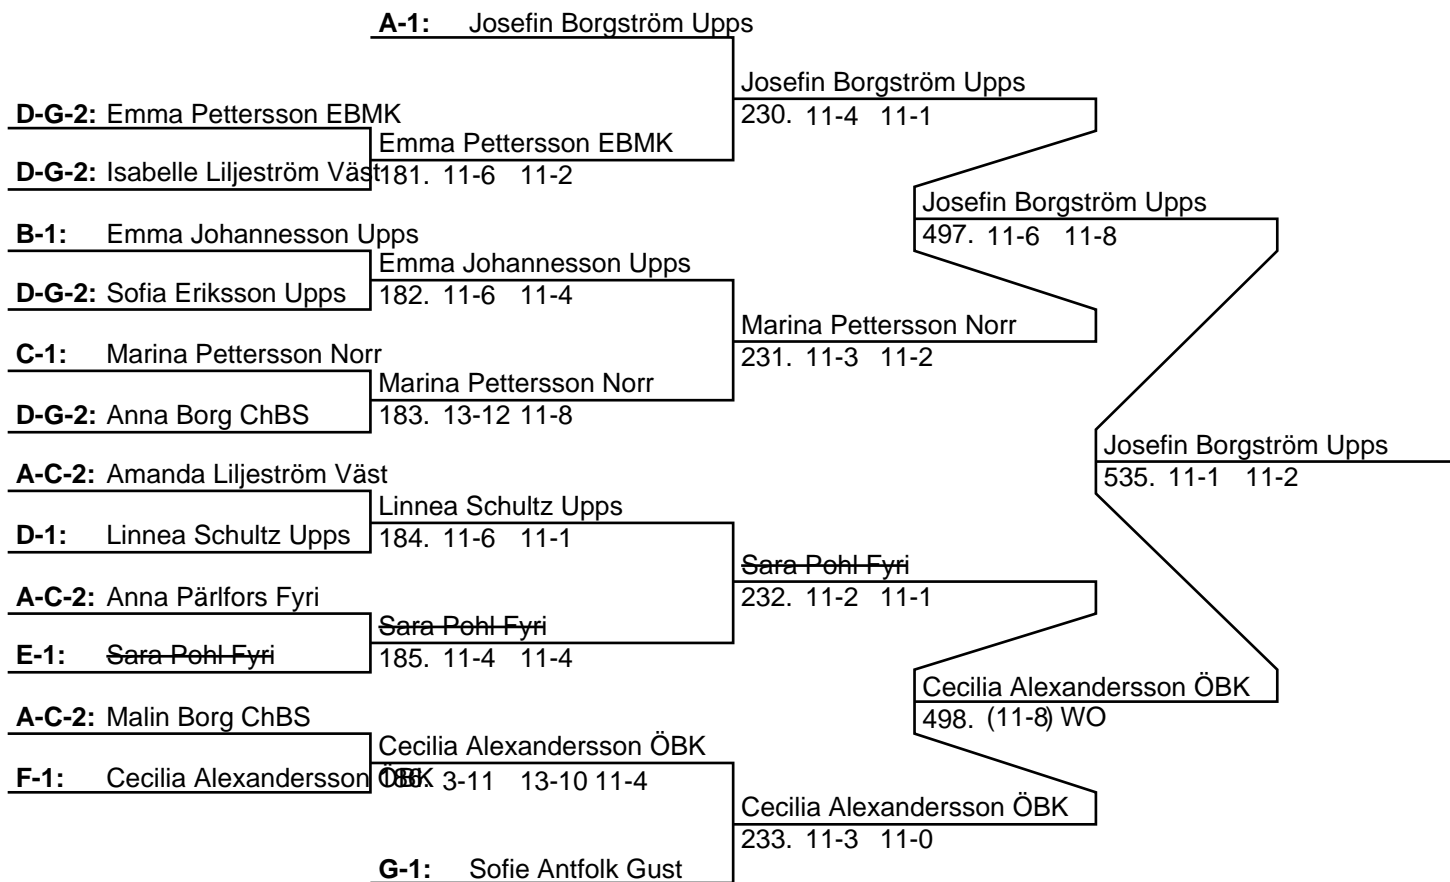 A-1: Josefin Borgström Upps
Josefin Borgström Upps
230. 11-4 11-1
D-G-2: Emma Pettersson EBMK
Emma Pettersson EBMK
D-G-2: Isabelle Liljeström Väst
181. 11-6 11-2
Josefin Borgström Upps
497. 11-6 11-8
B-1: Emma Johannesson Upps
Emma Johannesson Upps
D-G-2: Sofia Eriksson Upps
182. 11-6 11-4
Marina Pettersson Norr
231. 11-3 11-2
C-1: Marina Pettersson Norr
Marina Pettersson Norr
D-G-2: Anna Borg ChBS
183. 13-12 11-8
Josefin Borgström Upps
535. 11-1 11-2
A-C-2: Amanda Liljeström Väst
Linnea Schultz Upps
D-1: Linnea Schultz Upps
184. 11-6 11-1
Sara Pohl Fyri
232. 11-2 11-1
A-C-2: Anna Pärlfors Fyri
Sara Pohl Fyri
E-1: Sara Pohl Fyri
185. 11-4 11-4
Cecilia Alexandersson ÖBK
498. (11-8) WO
A-C-2: Malin Borg ChBS
Cecilia Alexandersson ÖBK
F-1: Cecilia Alexandersson ÖBK
186. 3-11 13-10 11-4
Cecilia Alexandersson ÖBK
233. 11-3 11-0
G-1: Sofie Antfolk Gust